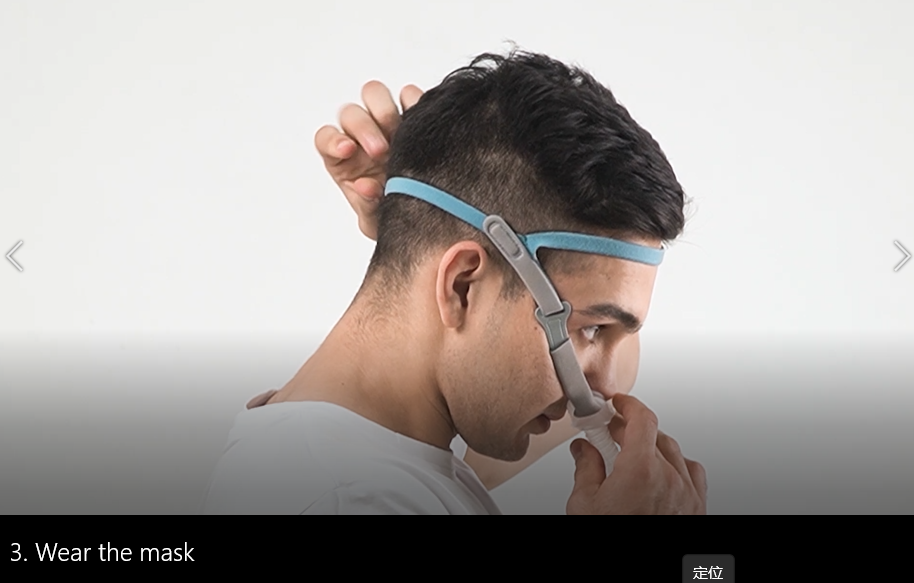 3. Wear the mask
定位